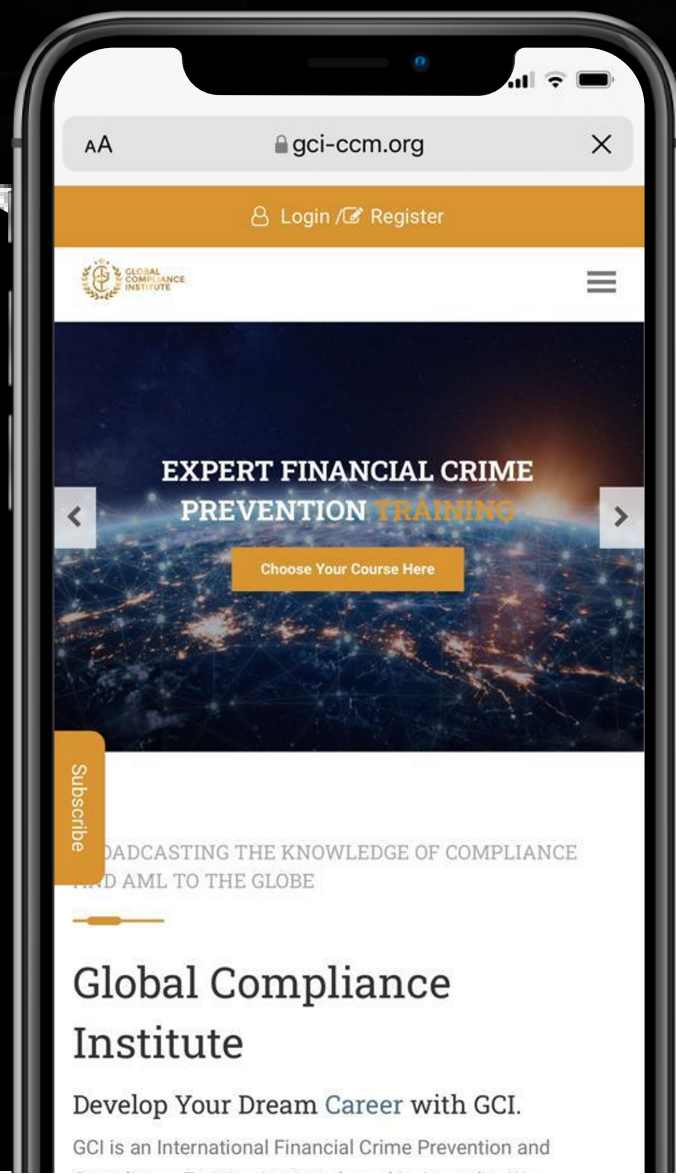 AA
gci-ccm.org
Login / Register
GLOBAL
COMPLIANCE
INSTITUTE
EXPERT FINANCIAL CRIME
PREVENTION TRAINING
Choose Your Course Here
Subscribe
THE KNOWLEDGE OF COMPLIANCE
AML TO THE GLOBE
Global Compliance
Institute
Develop Your Dream Career with GCI.
GCI is an International Financial Crime Prevention and